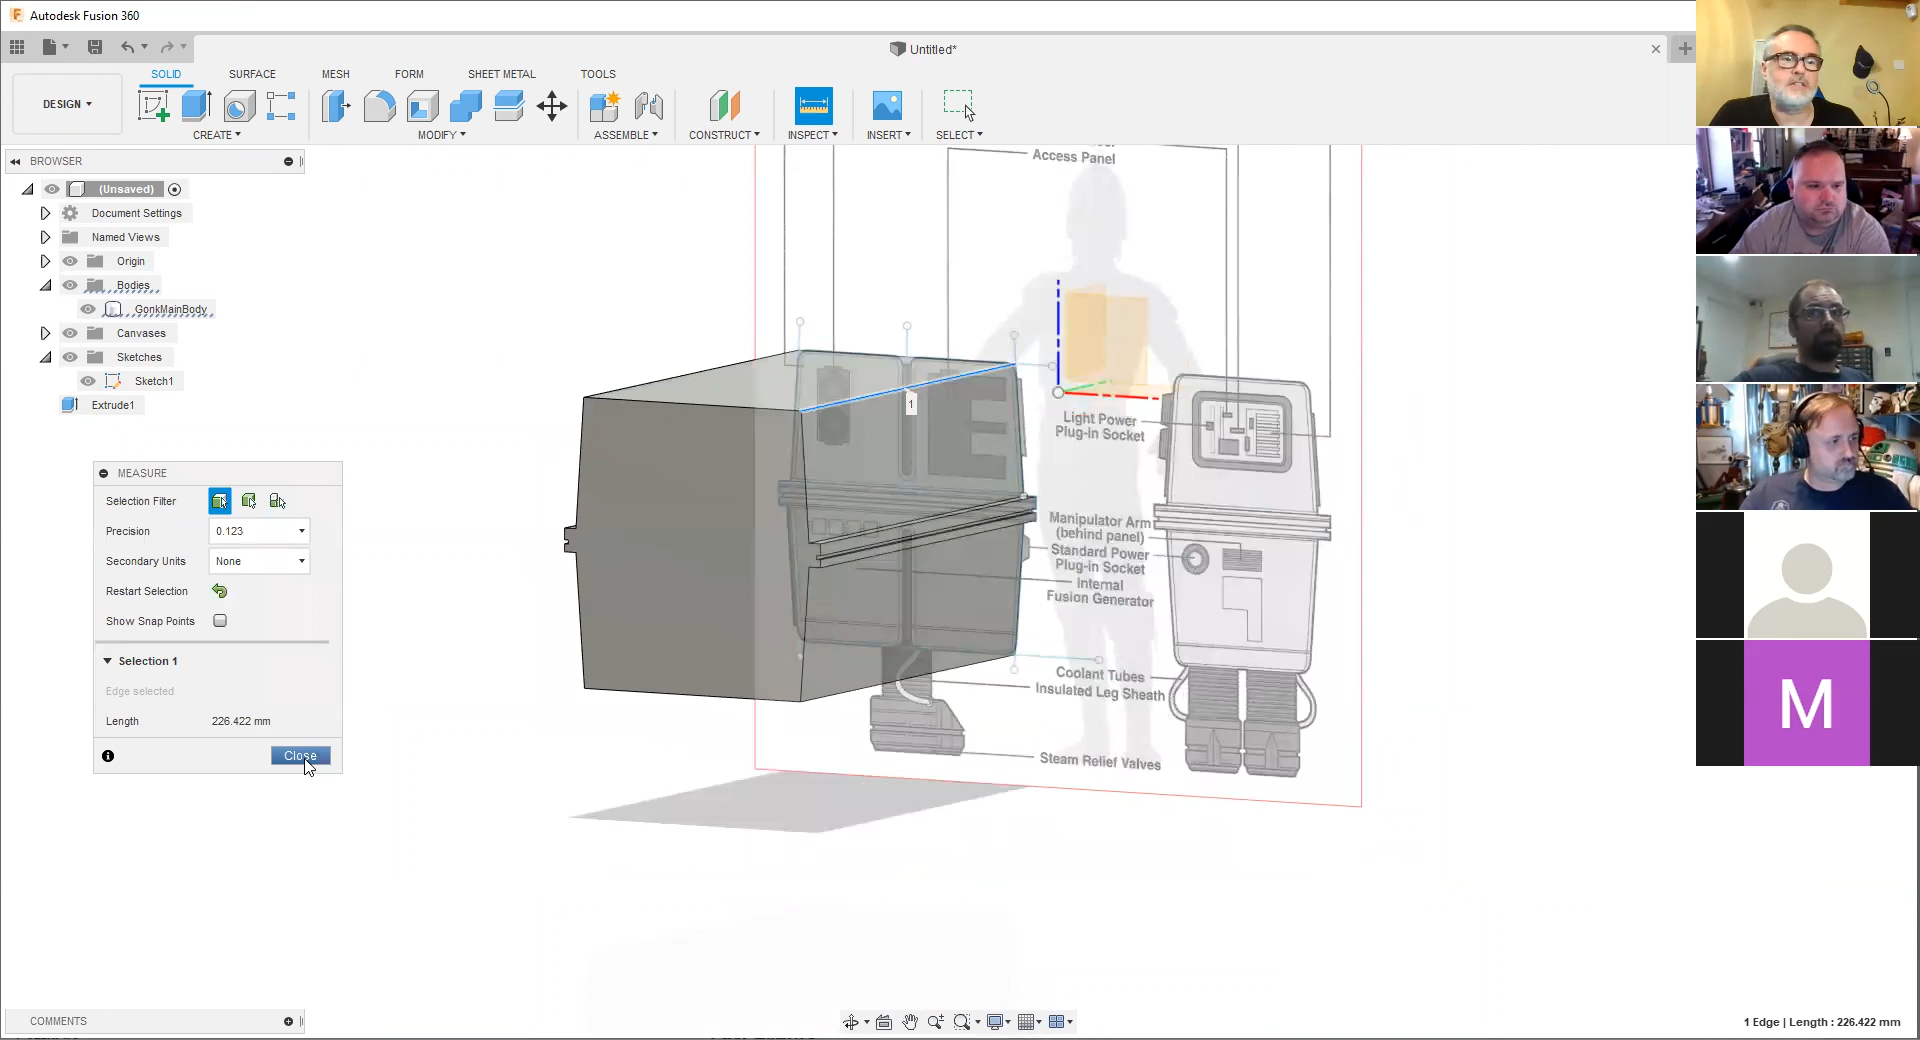 Autodesk Fusion 360
Untitled*
SOLID SURFACE MESH FORM SHEET METAL TOOLS
DESIGN
CREATE MODIFY ASSEMBLE CONSTRUCT INSPECT INSERT SELECT
BROWSER
(Unsaved)
Document Settings
Named Views
Origin
Bodies
GonkMainBody
Canvases
Sketches
Sketch1
Extrude1
MEASURE
Selection Filter
Precision 0.123
Secondary Units None
Restart Selection
Show Snap Points
Selection 1
Edge selected
Length 226.422 mm
Close
Access Panel
1
Light Power
Plug-in Socket
Manipulator Arm
(behind panel)
Standard Power
Plug-in Socket
Internal
Fusion Generator
Coolant Tubes
Insulated Leg Sheath
Steam Relief Valves
M
COMMENTS
1 Edge | Length : 226.422 mm